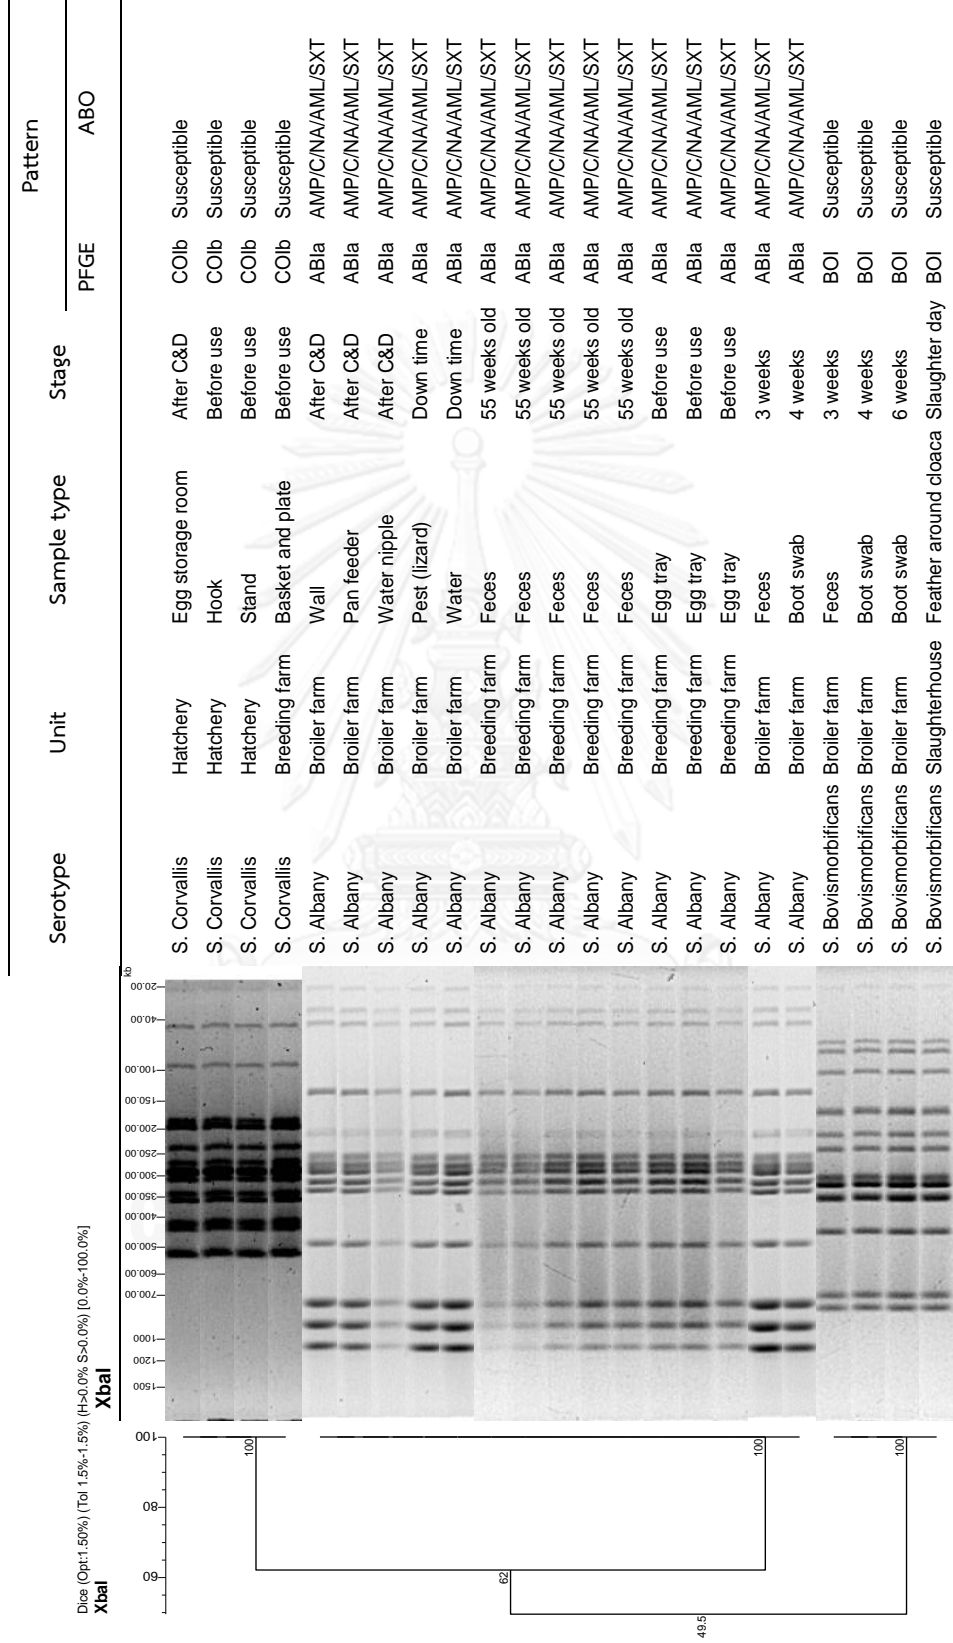 Dice (Opt:1.50%) (Tol 1.5%-1.5%) (H>0.0% S>0.0%) [0.0%-100.0%]
XbaI XbaI
Pattern
Serotype Unit Sample type Stage PFGE ABO
60 80 100
1500 1200 1000 700.00 600.00 500.00 400.00 350.00 300.00 250.00 200.00 150.00 100.00 40.00 20.00 kb
S. Corvallis Hatchery Egg storage room After C&D COIb Susceptible
S. Corvallis Hatchery Hook Before use COIb Susceptible
S. Corvallis Hatchery Stand Before use COIb Susceptible
S. Corvallis Breeding farm Basket and plate Before use COIb Susceptible
S. Albany Broiler farm Wall After C&D ABIa AMP/C/NA/AML/SXT
S. Albany Broiler farm Pan feeder After C&D ABIa AMP/C/NA/AML/SXT
S. Albany Broiler farm Water nipple After C&D ABIa AMP/C/NA/AML/SXT
S. Albany Broiler farm Pest (lizard) Down time ABIa AMP/C/NA/AML/SXT
S. Albany Broiler farm Water Down time ABIa AMP/C/NA/AML/SXT
S. Albany Breeding farm Feces 55 weeks old ABIa AMP/C/NA/AML/SXT
S. Albany Breeding farm Feces 55 weeks old ABIa AMP/C/NA/AML/SXT
S. Albany Breeding farm Feces 55 weeks old ABIa AMP/C/NA/AML/SXT
S. Albany Breeding farm Feces 55 weeks old ABIa AMP/C/NA/AML/SXT
S. Albany Breeding farm Feces 55 weeks old ABIa AMP/C/NA/AML/SXT
S. Albany Breeding farm Egg tray Before use ABIa AMP/C/NA/AML/SXT
S. Albany Breeding farm Egg tray Before use ABIa AMP/C/NA/AML/SXT
S. Albany Breeding farm Egg tray Before use ABIa AMP/C/NA/AML/SXT
S. Albany Broiler farm Feces 3 weeks ABIa AMP/C/NA/AML/SXT
S. Albany Broiler farm Boot swab 4 weeks ABIa AMP/C/NA/AML/SXT
S. Bovismorbificans Broiler farm Feces 3 weeks BOI Susceptible
S. Bovismorbificans Broiler farm Boot swab 4 weeks BOI Susceptible
S. Bovismorbificans Broiler farm Boot swab 6 weeks BOI Susceptible
S. Bovismorbificans Slaughterhouse Feather around cloaca Slaughter day BOI Susceptible
100
62
100
49.5
100